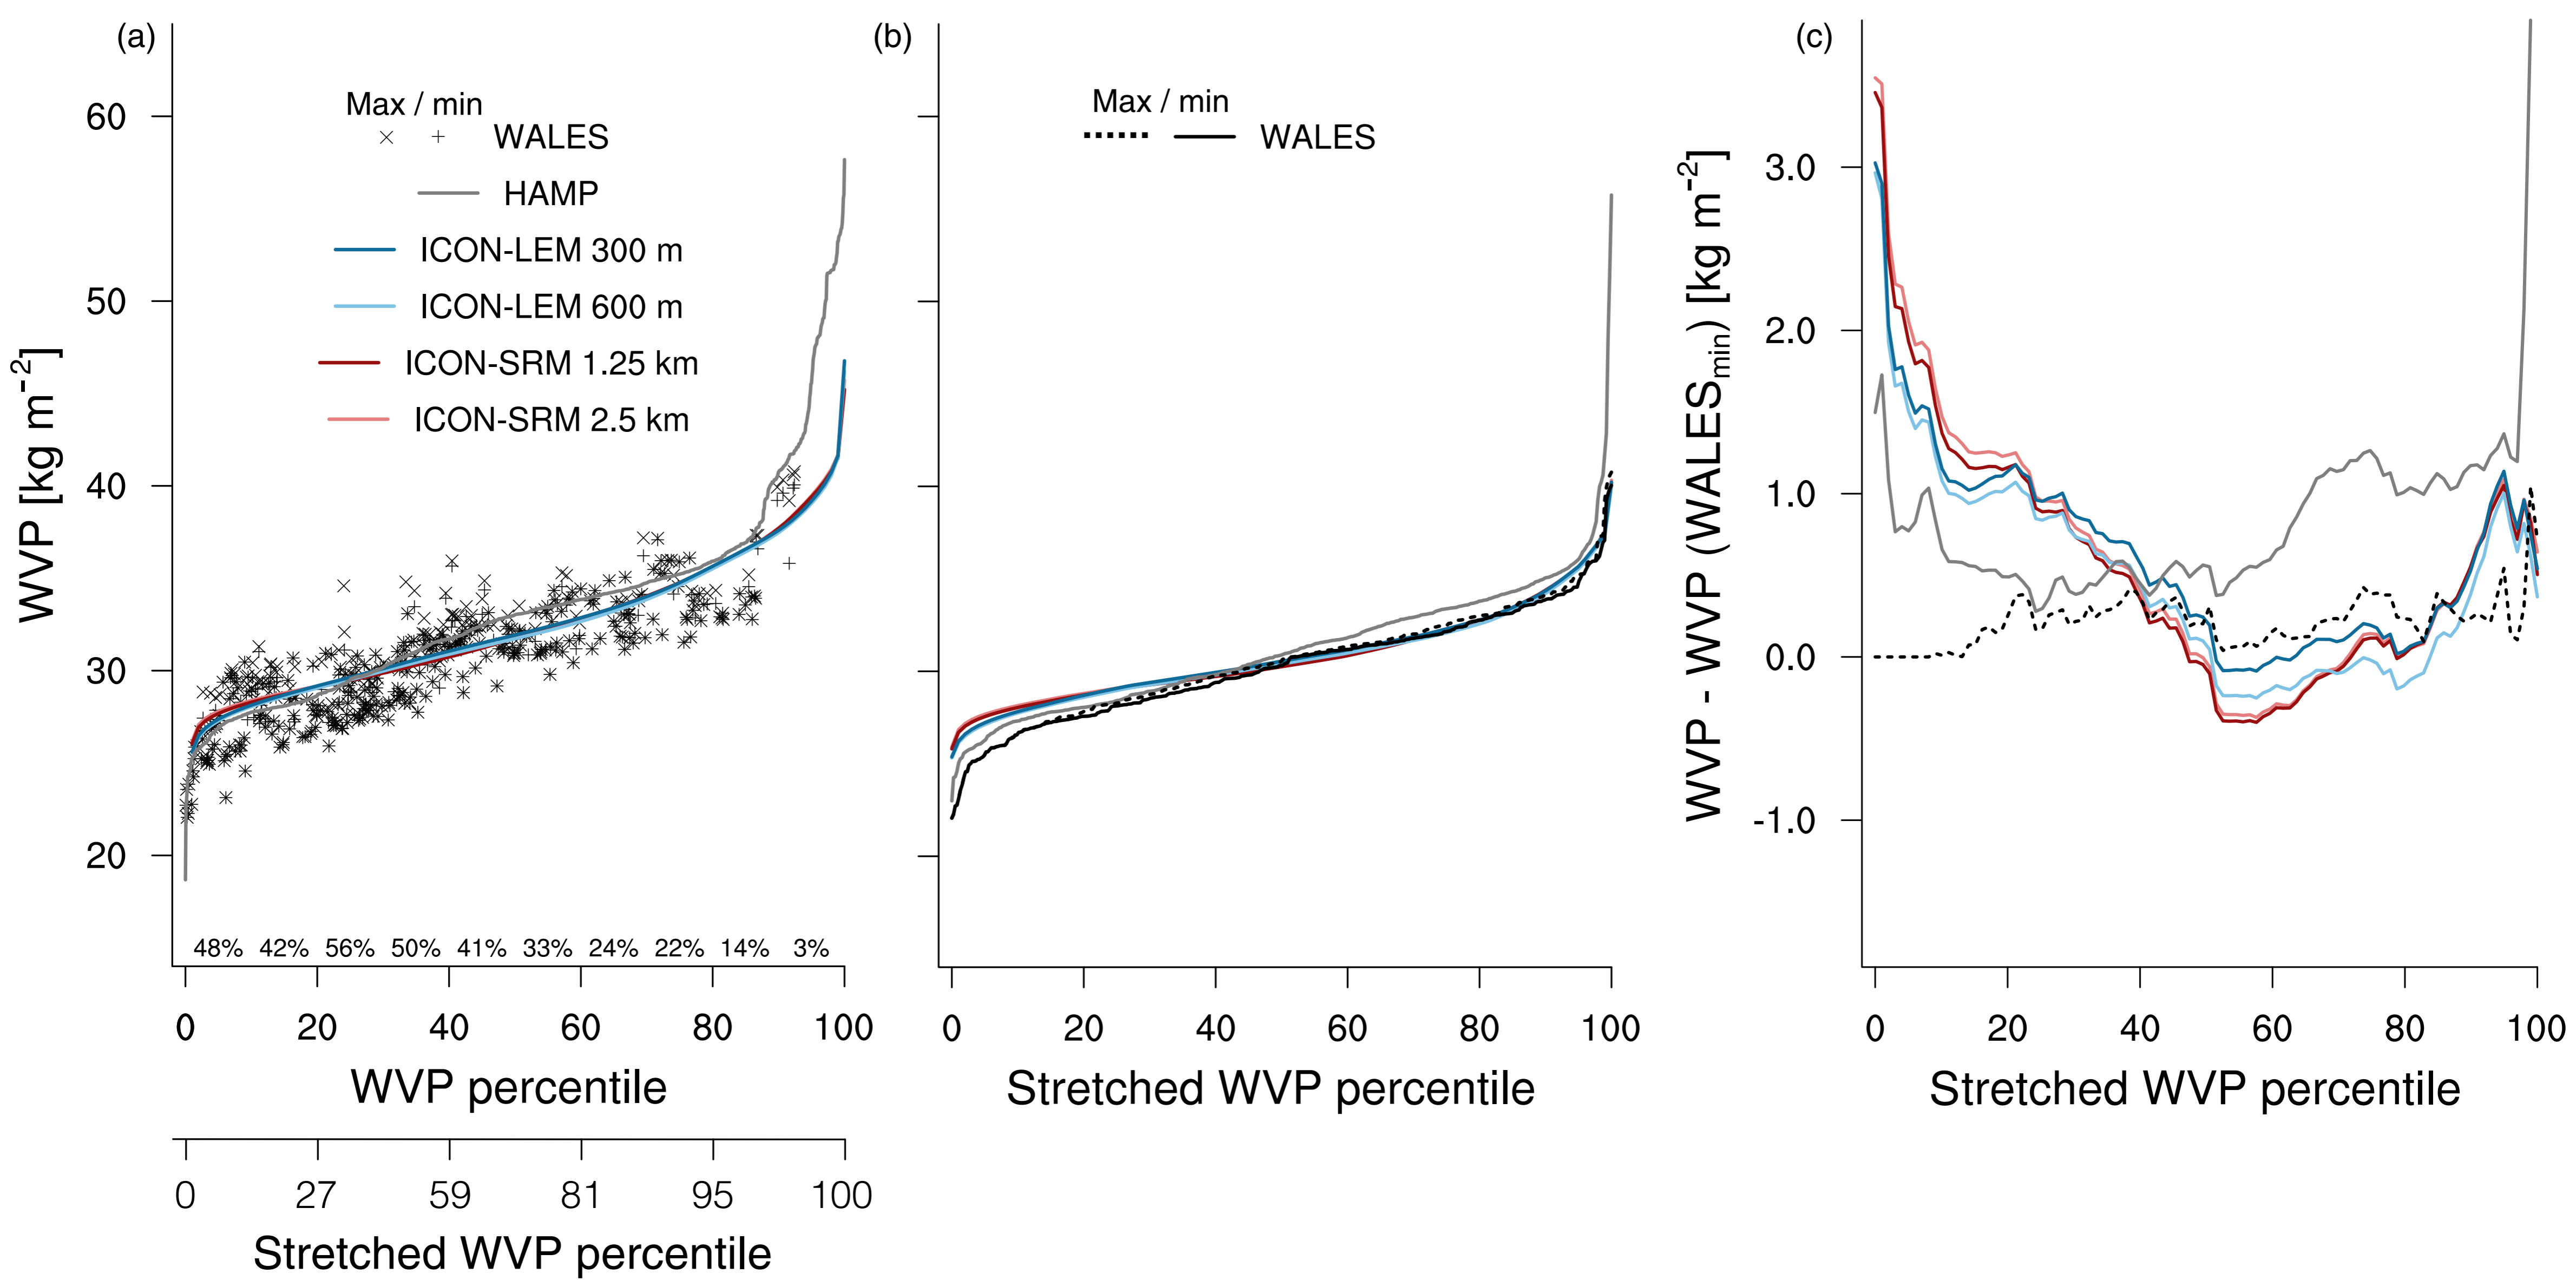 (a)
WVP [kg m-2]
60
50
40
30
20
Max / min
× + WALES
HAMP
ICON-LEM 300 m
ICON-LEM 600 m
ICON-SRM 1.25 km
ICON-SRM 2.5 km
48% 42% 56% 50% 41% 33% 24% 22% 14% 3%
0 20 40 60 80 100
WVP percentile
0 27 59 81 95 100
Stretched WVP percentile
(b)
Max / min
WALES
0 20 40 60 80 100
Stretched WVP percentile
(c)
WVP - WVP (WALESmin) [kg m-2]
3.0
2.0
1.0
0.0
-1.0
0 20 40 60 80 100
Stretched WVP percentile